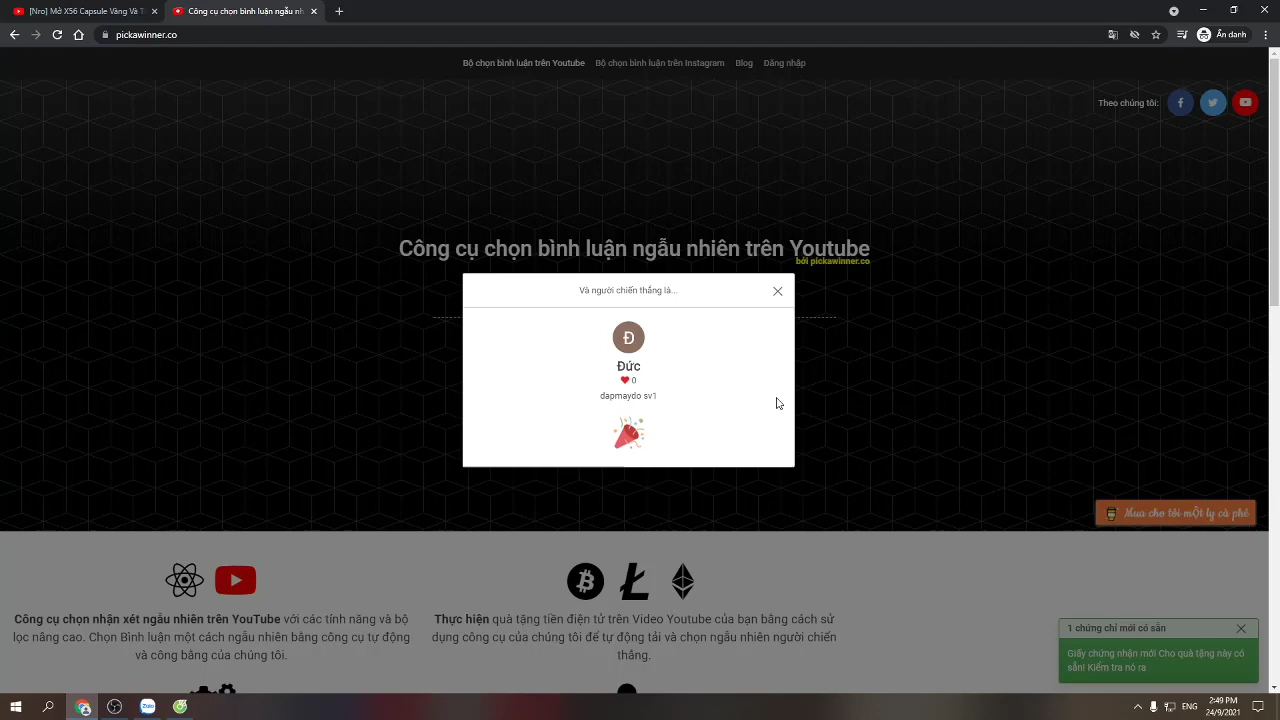 [Nro] Mở X56 Capsule Vàng Và T
Công cụ chọn bình luận ngẫu nh
pickawinner.co
Ẩn danh
Bộ chọn bình luận trên Youtube
Bộ chọn bình luận trên Instagram
Blog
Đăng nhập
Theo chúng tôi:
Công cụ chọn bình luận ngẫu nhiên trên Youtube
bởi pickawinner.co
Và người chiến thắng là...
Đ
Đức
0
dapmaydo sv1
Mua cho tôi một ly cà phê
Công cụ chọn nhận xét ngẫu nhiên trên YouTube với các tính năng và bộ
lọc nâng cao. Chọn Bình luận một cách ngẫu nhiên bằng công cụ tự động
và công bằng của chúng tôi.
Thực hiện quà tặng tiền điện tử trên Video Youtube của bạn bằng cách sử
dụng công cụ của chúng tôi để tự động tải và chọn ngẫu nhiên người chiến
thắng.
1 chứng chỉ mới có sẵn
Giấy chứng nhận mới Cho quà tặng này có
sẵn! Kiểm tra nó ra
Zalo
ENG
2:49 PM
24/9/2021